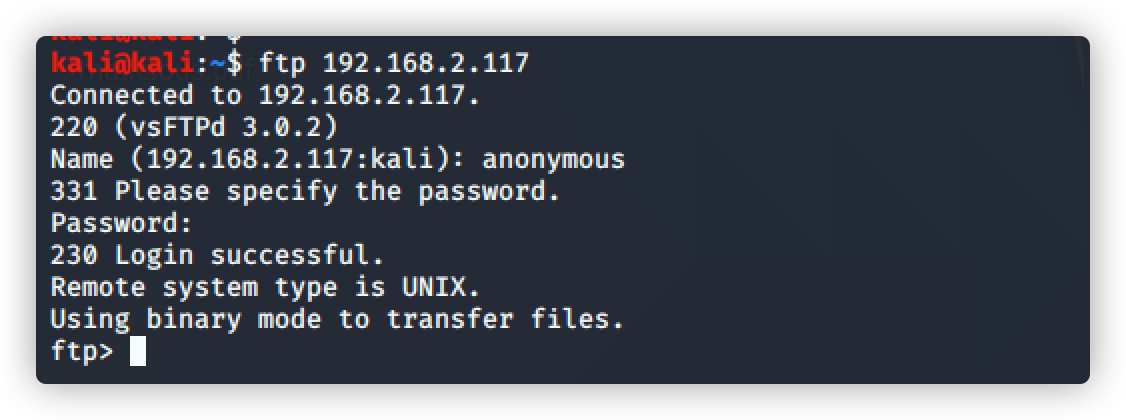 kali@kali:~$ ftp 192.168.2.117
Connected to 192.168.2.117.
220 (vsFTPd 3.0.2)
Name (192.168.2.117:kali): anonymous
331 Please specify the password.
Password:
230 Login successful.
Remote system type is UNIX.
Using binary mode to transfer files.
ftp>